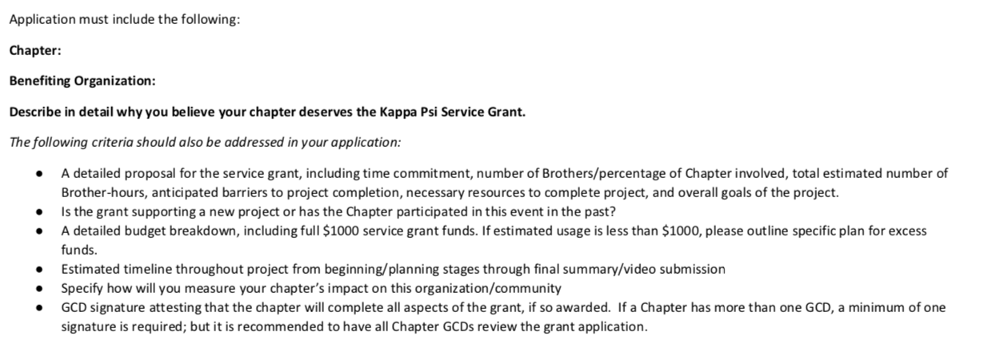 Application must include the following:
Chapter:
Benefiting Organization:
Describe in detail why you believe your chapter deserves the Kappa Psi Service Grant.
The following criteria should also be addressed in your application:
• A detailed proposal for the service grant, including time commitment, number of Brothers/percentage of Chapter involved, total estimated number of
Brother-hours, anticipated barriers to project completion, necessary resources to complete project, and overall goals of the project.
• Is the grant supporting a new project or has the Chapter participated in this event in the past?
• A detailed budget breakdown, including full $1000 service grant funds. If estimated usage is less than $1000, please outline specific plan for excess
funds.
• Estimated timeline throughout project from beginning/planning stages through final summary/video submission
• Specify how will you measure your chapter's impact on this organization/community
• GCD signature attesting that the chapter will complete all aspects of the grant, if so awarded.  If a Chapter has more than one GCD, a minimum of one
signature is required; but it is recommended to have all Chapter GCDs review the grant application.